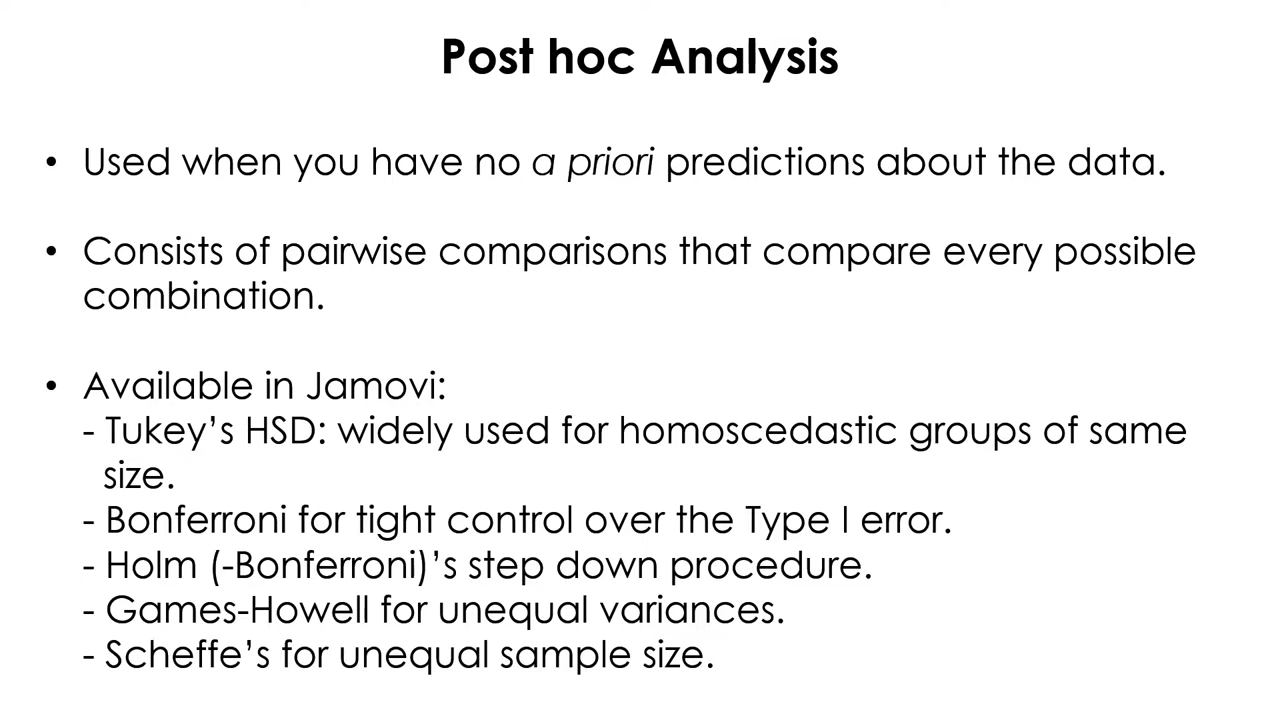 Post hoc Analysis
• Used when you have no a priori predictions about the data.
• Consists of pairwise comparisons that compare every possible
combination.
• Available in Jamovi:
- Tukey’s HSD: widely used for homoscedastic groups of same
size.
- Bonferroni for tight control over the Type I error.
- Holm (-Bonferroni)’s step down procedure.
- Games-Howell for unequal variances.
- Scheffe’s for unequal sample size.